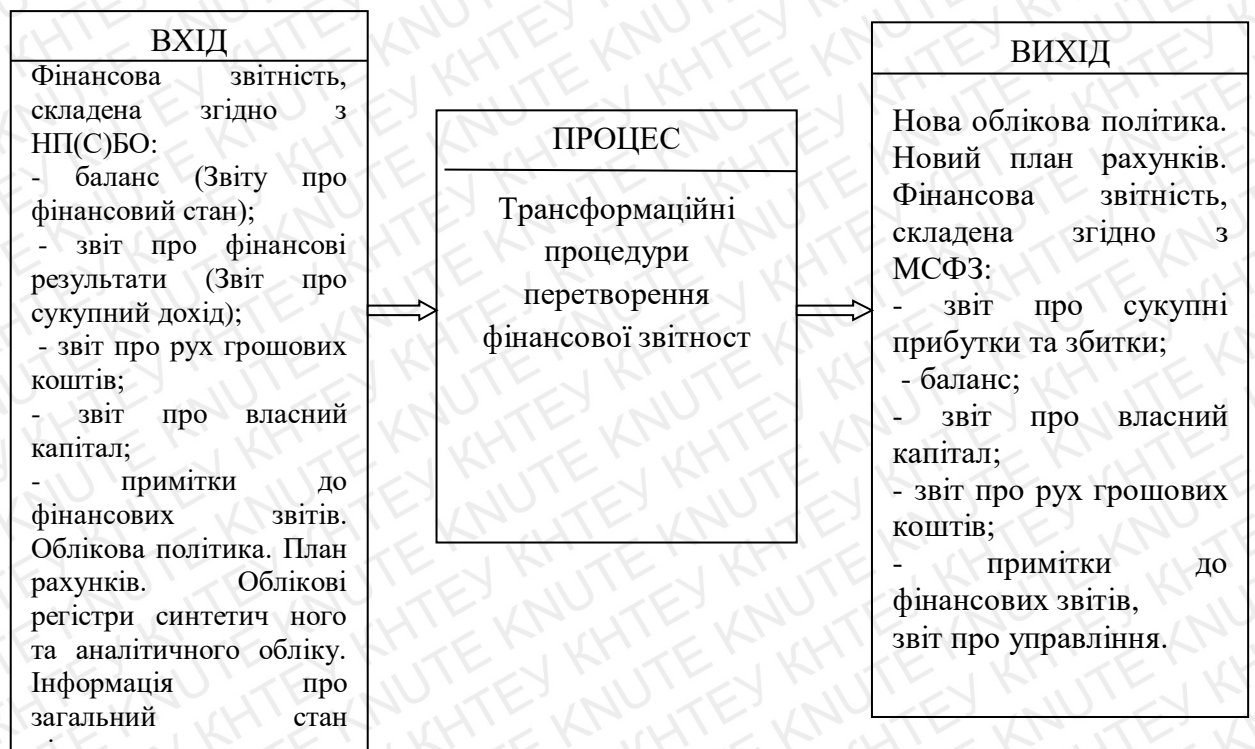 ВХІД
Фінансова звітність,
складена згідно з
НП(С)БО:
- баланс (Звіту про
фінансовий стан);
- звіт про фінансові
результати (Звіт про
сукупний дохід);
- звіт про рух грошових
коштів;
- звіт про власний
капітал;
- примітки до
фінансових звітів.
Облікова політика. План
рахунків. Облікові
регістри синтетич ного
та аналітичного обліку.
Інформація про
загальний стан
ПРОЦЕС
Трансформаційні
процедури
перетворення
фінансової звітност
ВИХІД
Нова облікова політика.
Новий план рахунків.
Фінансова звітність,
складена згідно з
МСФЗ:
- звіт про сукупні
прибутки та збитки;
- баланс;
- звіт про власний
капітал;
- звіт про рух грошових
коштів;
- примітки до
фінансових звітів,
звіт про управління.